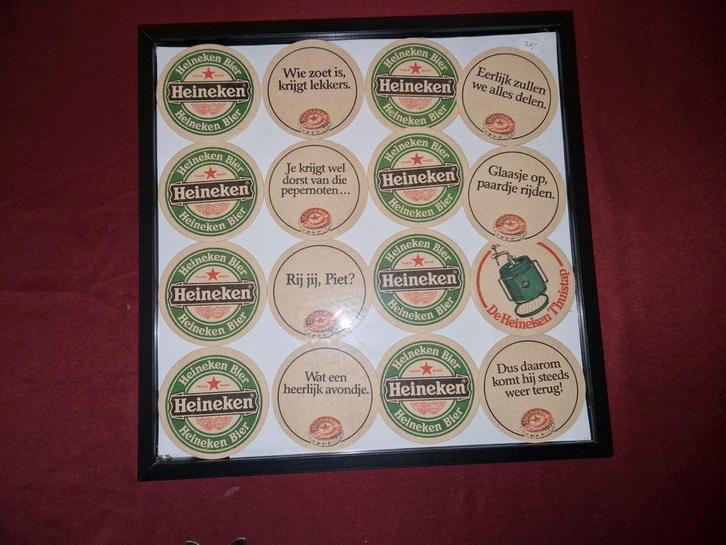 25,-
Heineken Bier
Heineken
Heineken Bier
Wie zoet is,
krijgt lekkers.
Heineken Bier
Heineken
Heineken Bier
Eerlijk zullen
we alles delen.
Heineken Bier
Heineken
Heineken Bier
Je krijgt wel
dorst van die
pepernoten...
Heineken Bier
Heineken
Heineken Bier
Glaasje op,
paardje rijden.
Heineken Bier
Heineken
Heineken Bier
Rij jij, Piet?
Heineken Bier
Heineken
Heineken Bier
De Heineken Thuistap
Heineken Bier
Heineken
Heineken Bier
Wat een
heerlijk avondje.
Heineken Bier
Heineken
Heineken Bier
Dus daarom
komt hij steeds
weer terug!